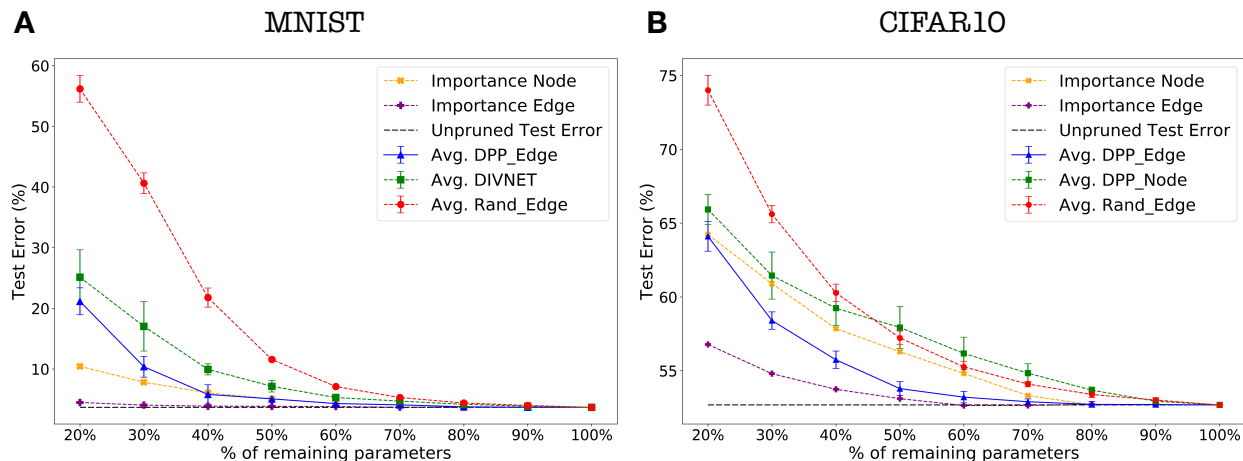 A
MNIST
60
50
40
30
20
10
Test Error (%)
20%
30%
40%
50%
60%
70%
80%
90%
100%
% of remaining parameters
Importance Node
Importance Edge
Unpruned Test Error
Avg. DPP_Edge
Avg. DIVNET
Avg. Rand_Edge
B
CIFAR10
75
70
65
60
55
Test Error (%)
20%
30%
40%
50%
60%
70%
80%
90%
100%
% of remaining parameters
Importance Node
Importance Edge
Unpruned Test Error
Avg. DPP_Edge
Avg. DPP_Node
Avg. Rand_Edge